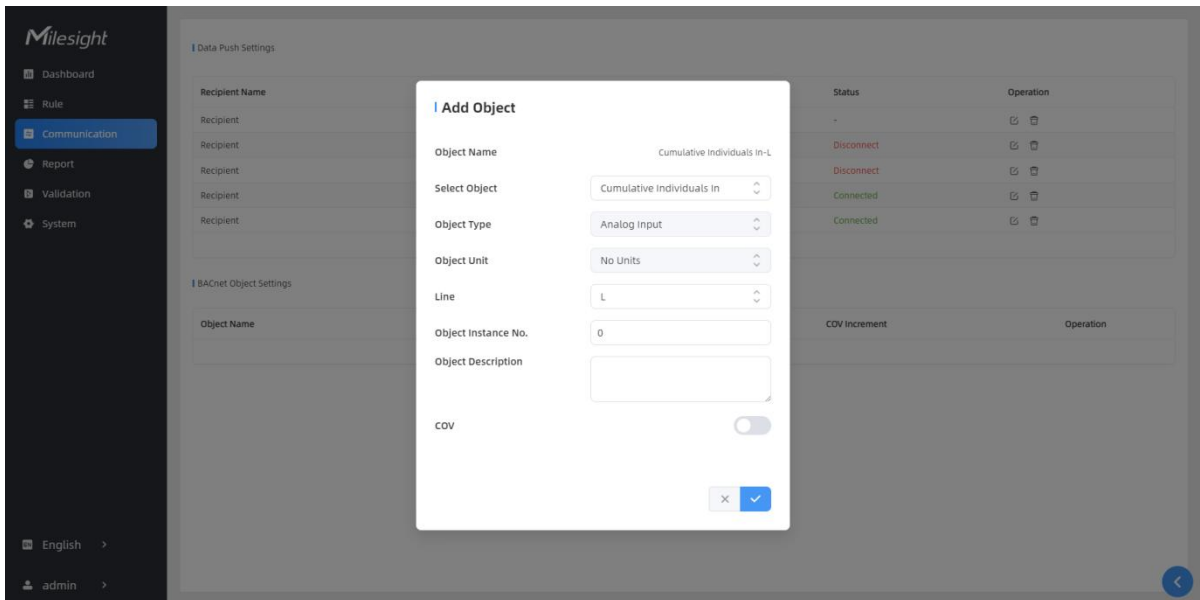 Milesight
Dashboard
Rule
Communication
Report
Validation
System
English
admin
Data Push Settings
Recipient Name Status Operation
Recipient -
Recipient Disconnect
Recipient Disconnect
Recipient Connected
Recipient Connected
BACnet Object Settings
Object Name COV Increment Operation
Add Object
Object Name Cumulative Individuals In-L
Select Object Cumulative Individuals In
Object Type Analog Input
Object Unit No Units
Line L
Object Instance No. 0
Object Description
COV